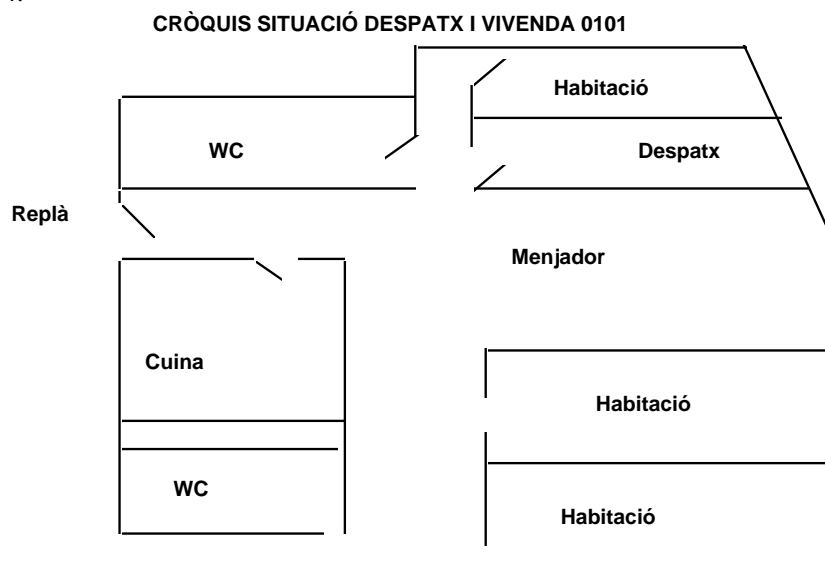 CRÒQUIS SITUACIÓ DESPATX I VIVENDA 0101
Habitació
WC
Despatx
Replà
Menjador
Cuina
Habitació
WC
Habitació